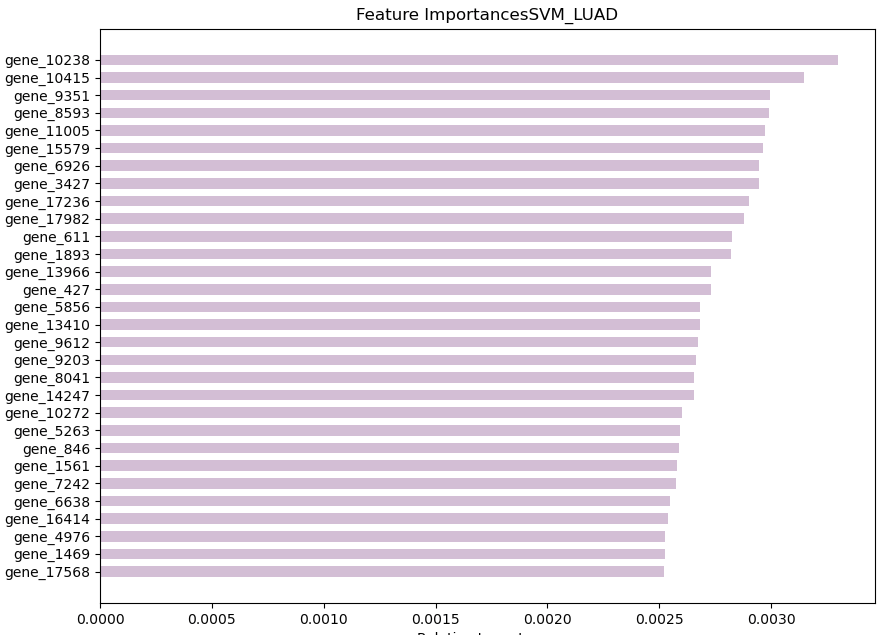 Feature ImportancesSVM_LUAD
gene_10238
gene_10415
gene_9351
gene_8593
gene_11005
gene_15579
gene_6926
gene_3427
gene_17236
gene_17982
gene_611
gene_1893
gene_13966
gene_427
gene_5856
gene_13410
gene_9612
gene_9203
gene_8041
gene_14247
gene_10272
gene_5263
gene_846
gene_1561
gene_7242
gene_6638
gene_16414
gene_4976
gene_1469
gene_17568
0.0000 0.0005 0.0010 0.0015 0.0020 0.0025 0.0030